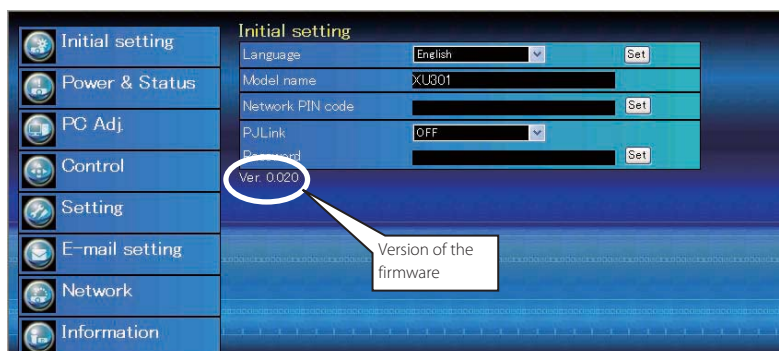 Initial setting
Power & Status
PC Adj.
Control
Setting
E-mail setting
Network
Information
Initial setting
Language English Set
Model name XU301
Network PIN code Set
PJLink OFF
Password Set
Ver. 0.020
Version of the
firmware